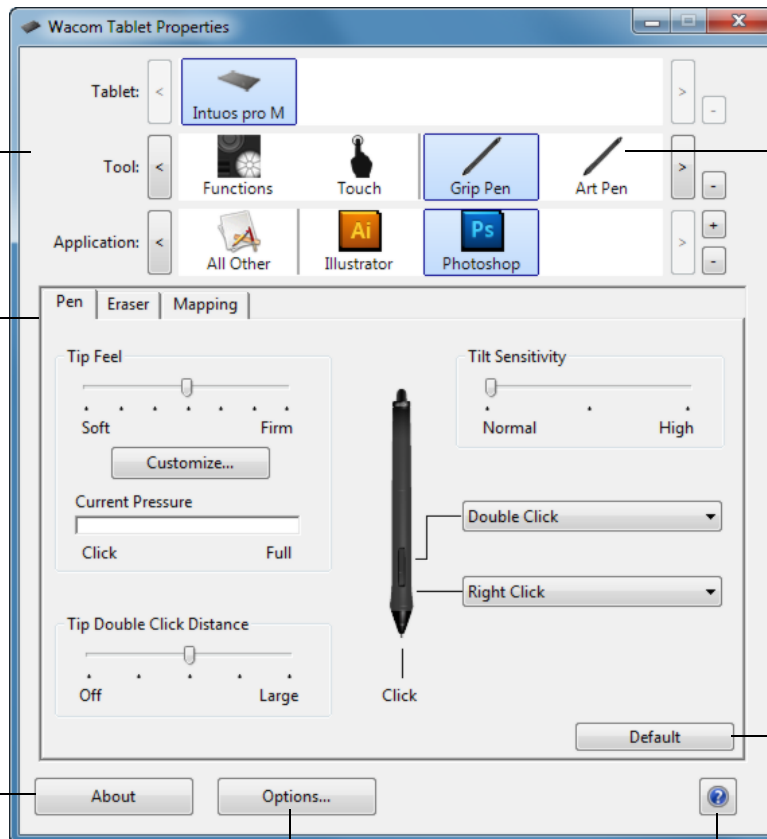 Wacom Tablet Properties
Tablet: < Intuos pro M > -
Tool: < Functions Touch Grip Pen Art Pen > -
Application: < All Other Ai Illustrator Ps Photoshop > + -
Pen Eraser Mapping
Tip Feel
Soft Firm
Customize...
Current Pressure
Click Full
Tip Double Click Distance
Off Large
Click
Tilt Sensitivity
Normal High
Double Click
Right Click
Default
About Options... ?